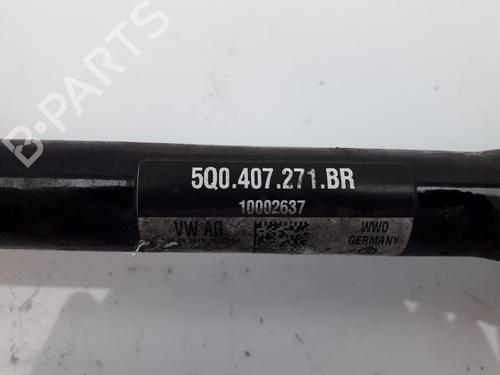 B-PARTS
5Q0.407.271.BR
10002637
VW AG
WWO
GERMANY